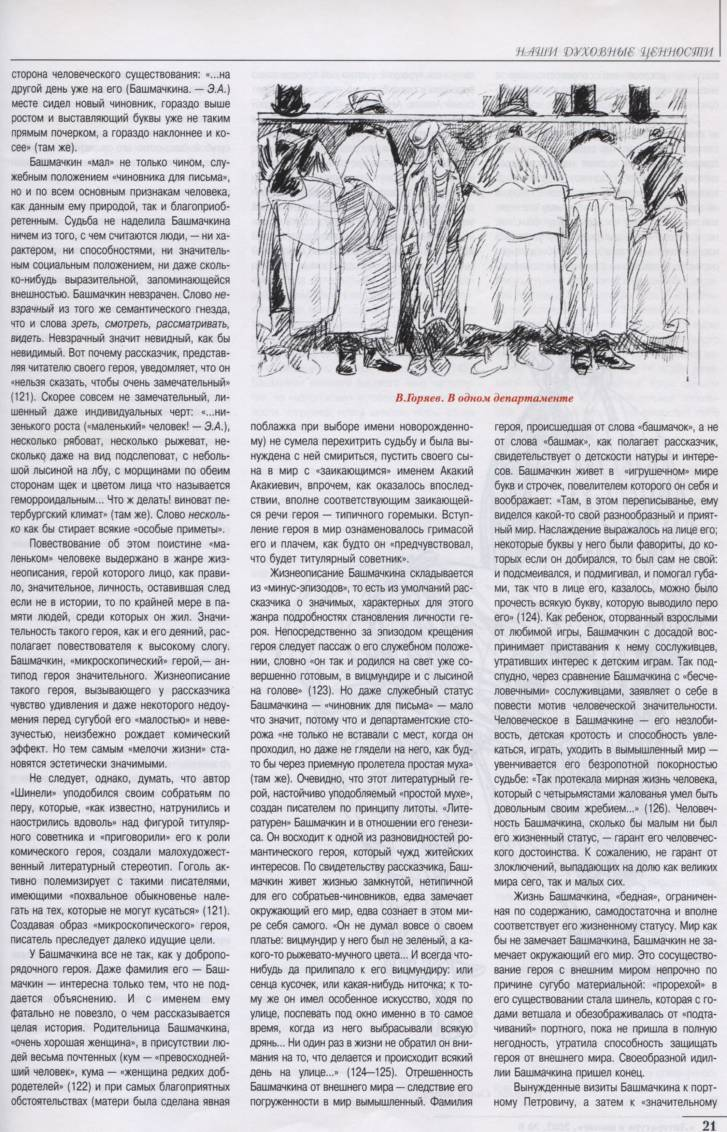 НАШИ ДУХОВНЫЕ ЦЕННОСТИ
сторона человеческого существования: «...на
другой день уже на его (Башмачкина. — Э.А.)
месте сидел новый чиновник, гораздо выше
ростом и выставляющий буквы уже не таким
прямым почерком, а гораздо наклоннее и ко-
сее» (там же).
Башмачкин «мал» не только чином, слу-
жебным положением «чиновника для письма»,
но и по всем основным признакам человека,
как данным ему природой, так и благоприоб-
ретенным. Судьба не наделила Башмачкина
ничем из того, с чем считаются люди, — ни ха-
рактером, ни способностями, ни значитель-
ным социальным положением, ни даже сколь-
ко-нибудь выразительной, запоминающейся
внешностью. Башмачкин невзрачен. Слово не-
взрачный из того же семантического гнезда,
что и слова зреть, смотреть, рассматривать,
видеть. Невзрачный значит невидный, как бы
невидимый. Вот почему рассказчик, представ-
ляя читателю своего героя, уведомляет, что он
«нельзя сказать, чтобы очень замечательный»
(121). Скорее совсем не замечательный, ли-
шенный даже индивидуальных черт: «...ни-
зенького роста («маленький» человек! — Э.А.),
несколько рябоват, несколько рыжеват, не-
сколько даже на вид подслеповат, с неболь-
шой лысиной на лбу, с морщинами по обеим
сторонам щек и цветом лица что называется
геморроидальным... Что ж делать! виноват пе-
тербургский климат» (там же). Слово несколь-
ко как бы стирает всякие «особые приметы».
Повествование об этом поистине «ма-
леньком» человеке выдержано в жанре жиз-
неописания, герой которого лицо, как прави-
ло, значительное, личность, оставившая след
если не в истории, то по крайней мере в па-
мяти людей, среди которых он жил. Значи-
тельность такого героя, как и его деяний, рас-
полагает повествователя к высокому слогу.
Башмачкин, «микроскопический» герой,— ан-
типод героя значительного. Жизнеописание
такого героя, вызывающего у рассказчика
чувство удивления и даже некоторого недоу-
мения перед сугубой его «малостью» и неве-
зучестью, неизбежно рождает комический
эффект. Но тем самым «мелочи жизни» ста-
новятся эстетически значимыми.
Не следует, однако, думать, что автор
«Шинели» уподобился своим собратьям по
перу, которые, «как известно, натрунились и
наострились вдоволь» над фигурой титуляр-
ного советника и «приговорили» его к роли
комического героя, создали малохудожест-
венный литературный стереотип. Гоголь ак-
тивно полемизирует с такими писателями,
имеющими «похвальное обыкновенье нале-
гать на тех, которые не могут кусаться» (121).
Создавая образ «микроскопического» героя,
писатель преследует далеко идущие цели.
У Башмачкина все не так, как у добропо-
рядочного героя. Даже фамилия его — Баш-
мачкин — интересна только тем, что не под-
дается объяснению. И с именем ему
фатально не повезло, о чем рассказывается
целая история. Родительница Башмачкина,
«очень хорошая женщина», в присутствии лю-
дей весьма почтенных (кум — «превосходней-
ший человек», кума — «женщина редких доб-
родетелей» (122) и при самых благоприятных
обстоятельствах (матери была сделана явная
В.Горяев. В одном департаменте
поблажка при выборе имени новорожденно-
му) не сумела перехитрить судьбу и была вы-
нуждена с ней смириться, пустить своего сы-
на в мир с «заикающимся» именем Акакий
Акакиевич, впрочем, как оказалось впослед-
ствии, вполне соответствующим заикающей-
ся речи героя — типичного горемыки. Вступ-
ление героя в мир ознаменовалось гримасой
его и плачем, как будто он «предчувствовал,
что будет титулярный советник».
Жизнеописание Башмачкина складывается
из «минус-эпизодов», то есть из умолчаний рас-
сказчика о значимых, характерных для этого
жанра подробностях становления личности ге-
роя. Непосредственно за эпизодом крещения
героя следует пассаж о его служебном положе-
нии, словно «он так и родился на свет уже со-
вершенно готовым, в вицмундире и с лысиной
на голове» (123). Но даже служебный статус
Башмачкина — «чиновник для письма» — мало
что значит, потому что и департаментские сто-
рожа «не только не вставали с мест, когда он
проходил, но даже не глядели на него, как буд-
то бы через приемную пролетела простая муха»
(там же). Очевидно, что этот литературный ге-
рой, настойчиво уподобляемый «простой мухе»,
создан писателем по принципу литоты. «Лите-
ратурен» Башмачкин и в отношении его генези-
са. Он восходит к одной из разновидностей ро-
мантического героя, который чужд житейских
интересов. По свидетельству рассказчика, Баш-
мачкин живет жизнью замкнутой, нетипичной
для его собратьев-чиновников, едва замечает
окружающий его мир, едва сознает в этом ми-
ре себя самого. «Он не думал вовсе о своем
платье: вицмундир у него был не зеленый, а ка-
кого-то рыжевато-мучного цвета... И всегда что-
нибудь да прилипало к его вицмундиру: или
сенца кусочек, или какая-нибудь ниточка; к то-
му же он имел особенное искусство, ходя по
улице, поспевать под окно именно в то самое
время, когда из него выбрасывали всякую
дрянь... Ни один раз в жизни не обратил он вни-
мания на то, что делается и происходит всякий
день на улице...» (124—125). Отрешенность
Башмачкина от внешнего мира — следствие его
погруженности в мир вымышленный. Фамилия
героя, происшедшая от слова «башмачок», а не
от слова «башмак», как полагает рассказчик,
свидетельствует о детскости натуры и интере-
сов. Башмачкин живет в «игрушечном» мире
букв и строчек, повелителем которого он себя и
воображает: «Там, в этом переписыванье, ему
виделся какой-то свой разнообразный и прият-
ный мир. Наслаждение выражалось на лице его;
некоторые буквы у него были фавориты, до ко-
торых если он добирался, то был сам не свой:
и подсмеивался, и подмигивал, и помогал губа-
ми, так что в лице его, казалось, можно было
прочесть всякую букву, которую выводило перо
его» (124). Как ребенок, оторванный взрослыми
от любимой игры, Башмачкин с досадой вос-
принимает приставания к нему сослуживцев,
утративших интерес к детским играм. Так под-
спудно, через сравнение Башмачкина с «бесче-
ловечными» сослуживцами, заявляет о себе в
повести мотив человеческой значительности.
Человеческое в Башмачкине — его незлоби-
вость, детская кротость и способность увле-
каться, играть, уходить в вымышленный мир —
увенчивается его безропотной покорностью
судьбе: «Так протекала мирная жизнь человека,
который с четырьмястами жалованья умел быть
довольным своим жребием...» (126). Человеч-
ность Башмачкина, сколько бы малым ни был
его жизненный статус, — гарант его человечес-
кого достоинства. К сожалению, не гарант от
злоключений, выпадающих на долю как великих
мира сего, так и малых сих.
Жизнь Башмачкина, «бедная», ограничен-
ная по содержанию, самодостаточна и вполне
соответствует его жизненному статусу. Мир как
бы не замечает Башмачкина, Башмачкин не за-
мечает окружающий его мир. Это сосущество-
вание героя с внешним миром непрочно по
причине сугубо материальной: «прорехой» в
его существовании стала шинель, которая с го-
дами ветшала и обезображивалась от «подта-
чиваний» портного, пока не пришла в полную
негодность, утратила способность защищать
героя от внешнего мира. Своеобразной идил-
лии Башмачкина пришел конец.
Вынужденные визиты Башмачкина к порт-
ному Петровичу, а затем к «значительному
21